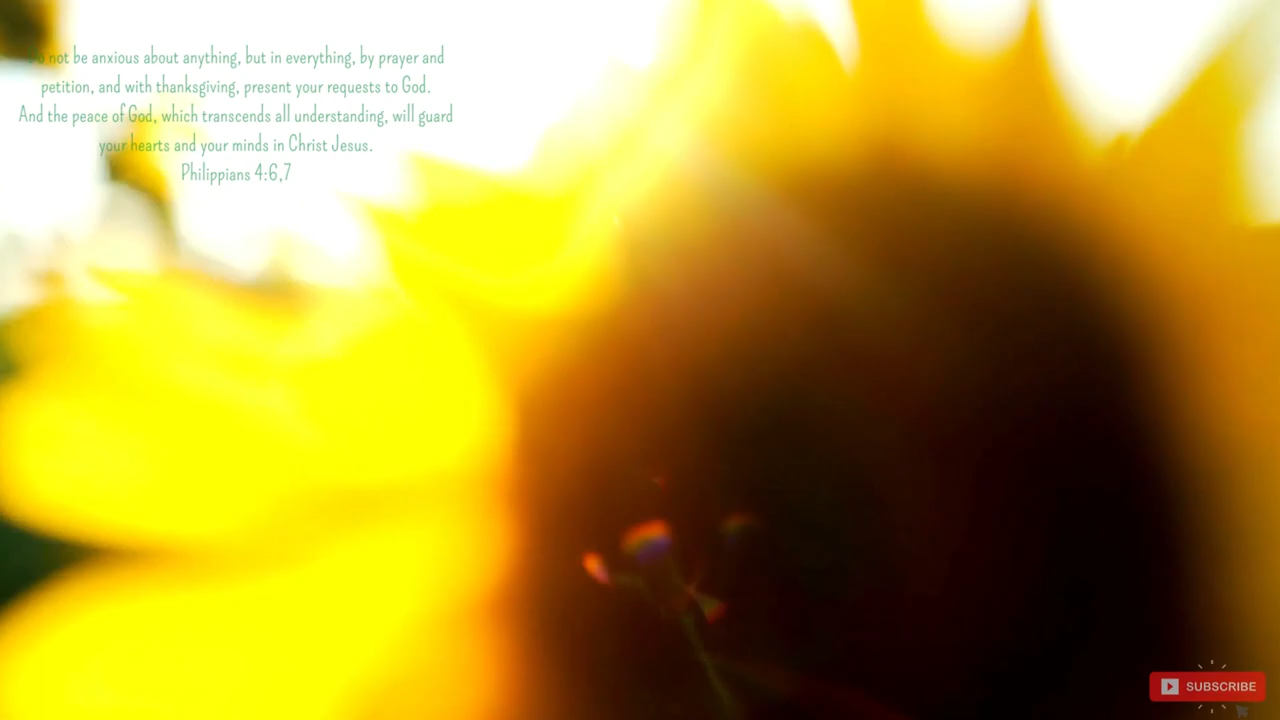 Do not be anxious about anything, but in everything, by prayer and
petition, and with thanksgiving, present your requests to God.
And the peace of God, which transcends all understanding, will guard
your hearts and your minds in Christ Jesus.
Philippians 4:6,7
SUBSCRIBE